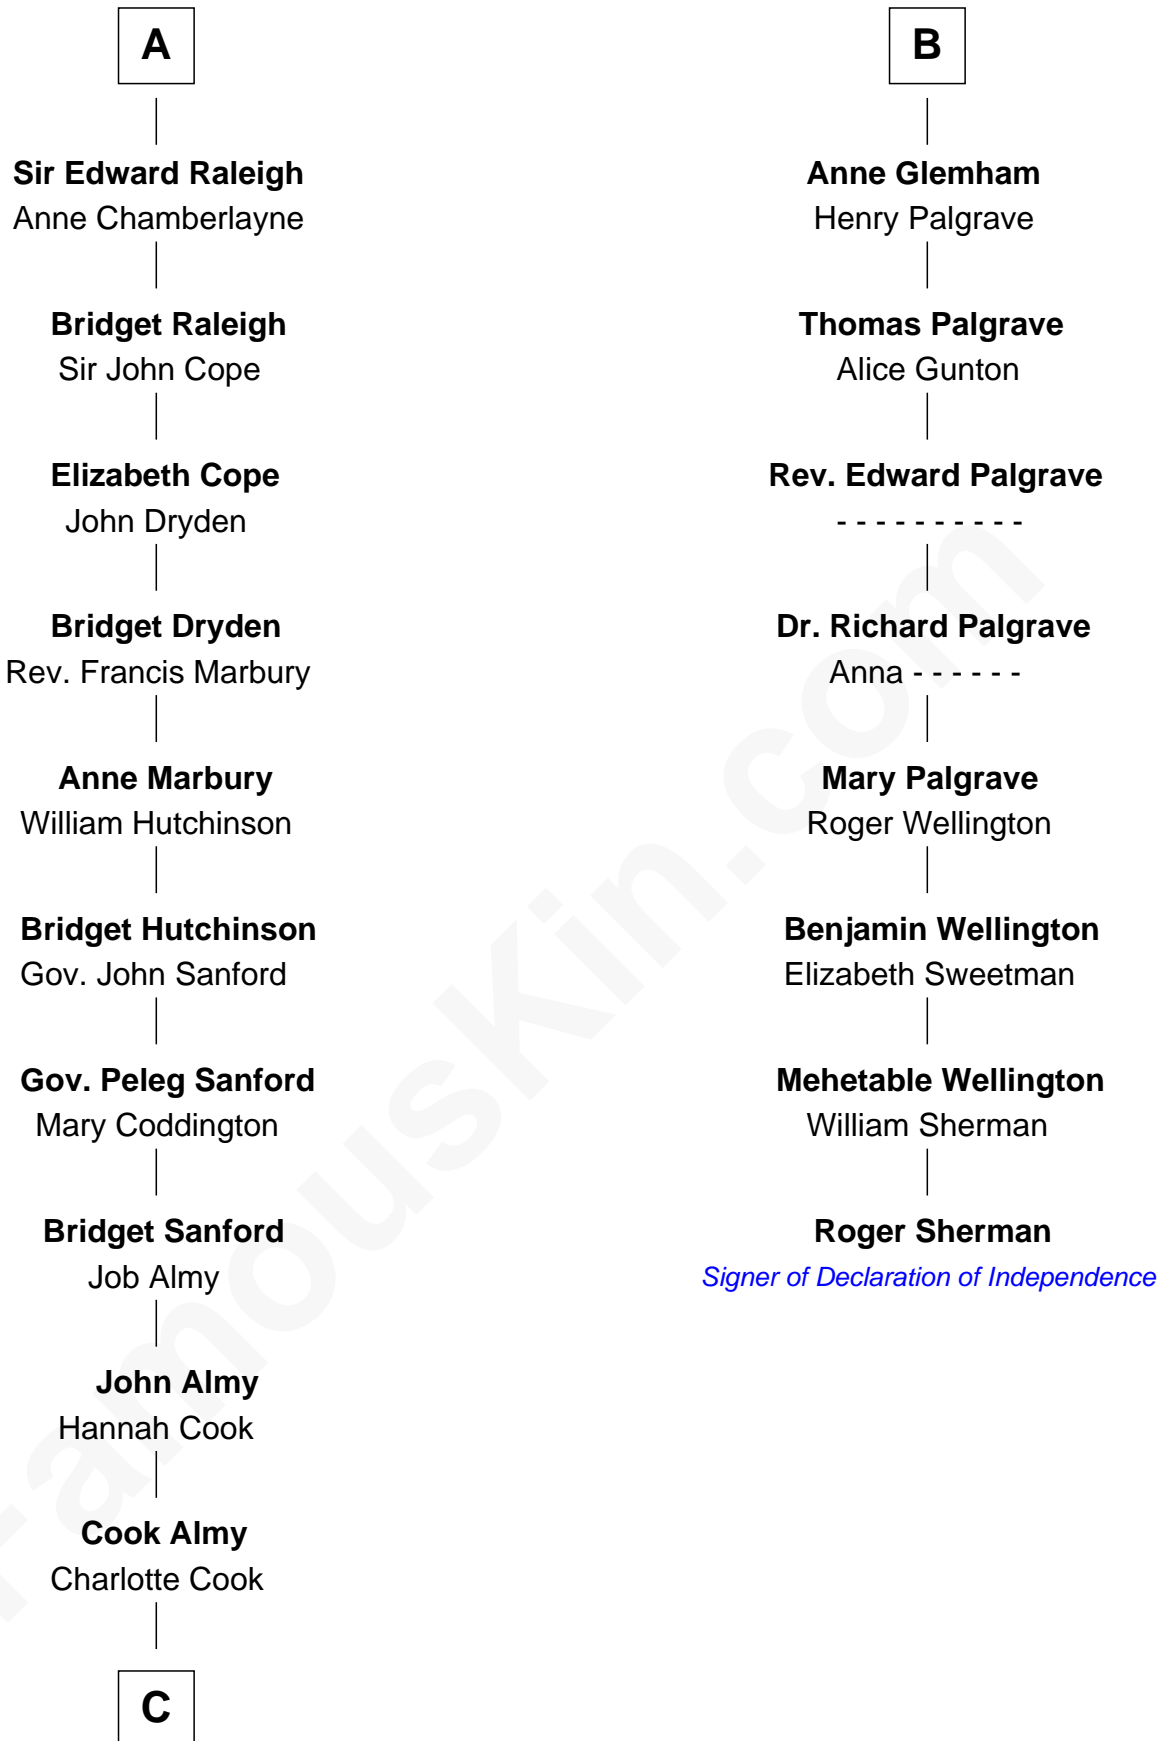 A
Sir Edward Raleigh
Anne Chamberlayne
Bridget Raleigh
Sir John Cope
Elizabeth Cope
John Dryden
Bridget Dryden
Rev. Francis Marbury
Anne Marbury
William Hutchinson
Bridget Hutchinson
Gov. John Sanford
Gov. Peleg Sanford
Mary Coddington
Bridget Sanford
Job Almy
John Almy
Hannah Cook
Cook Almy
Charlotte Cook
C
B
Anne Glemham
Henry Palgrave
Thomas Palgrave
Alice Gunton
Rev. Edward Palgrave
- - - - - - - - - -
Dr. Richard Palgrave
Anna - - - - - -
Mary Palgrave
Roger Wellington
Benjamin Wellington
Elizabeth Sweetman
Mehetable Wellington
William Sherman
Roger Sherman
Signer of Declaration of Independence
FamousKin.com